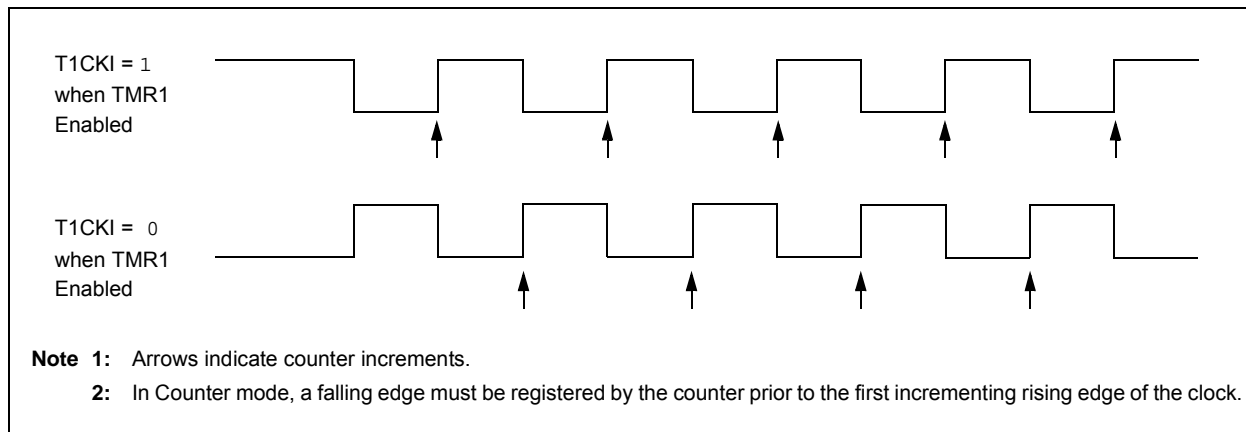 T1CKI = 1
when TMR1
Enabled
T1CKI = 0
when TMR1
Enabled
Note 1: Arrows indicate counter increments.
2: In Counter mode, a falling edge must be registered by the counter prior to the first incrementing rising edge of the clock.